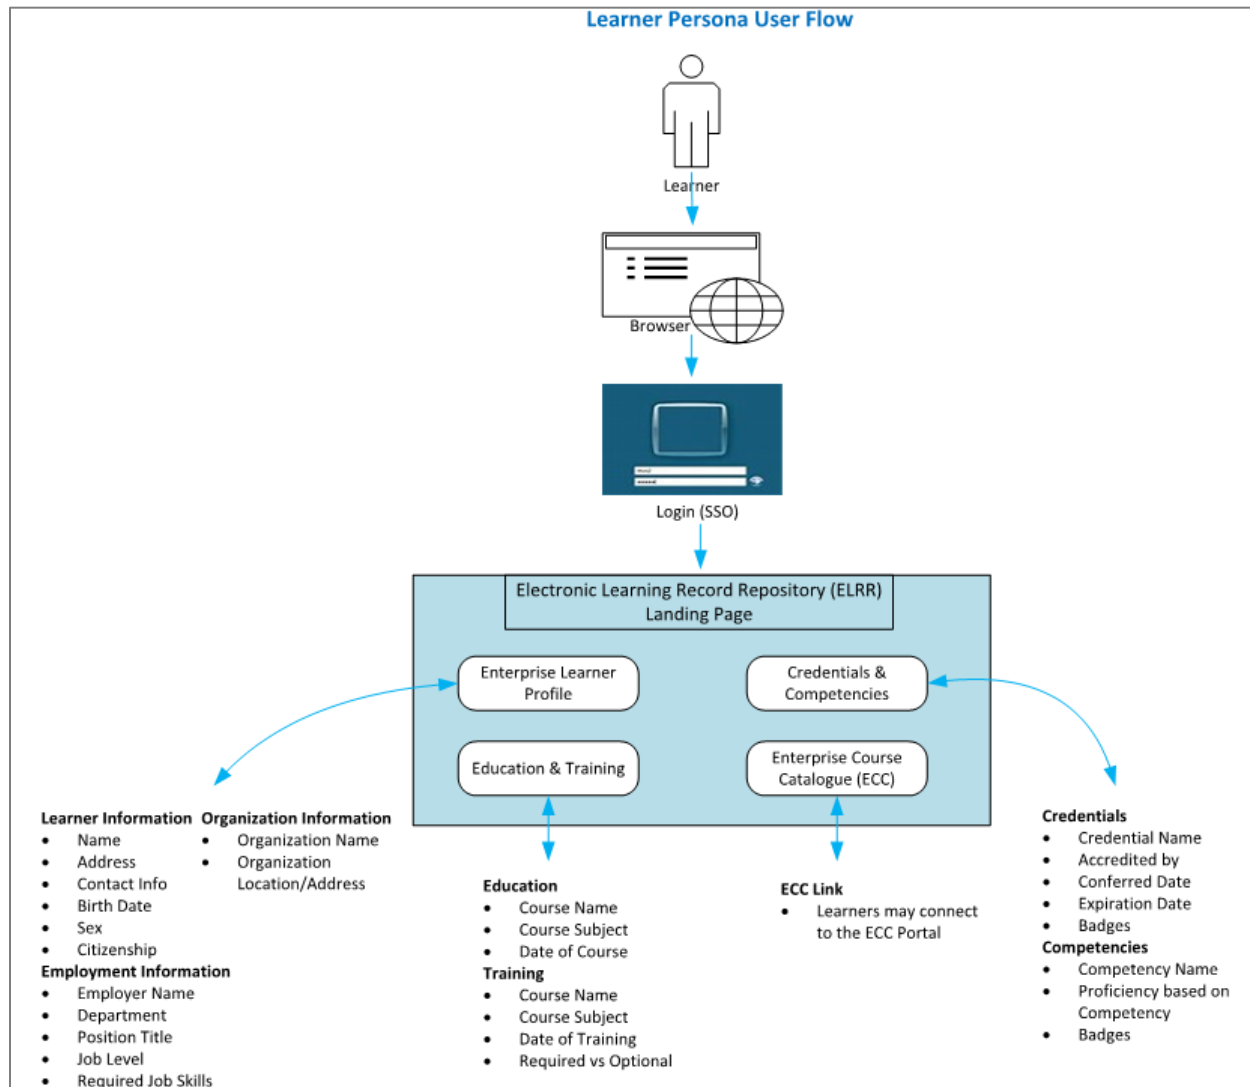 Learner Persona User Flow
Learner
Browser
Login (SSO)
Electronic Learning Record Repository (ELRR)
Landing Page
Enterprise Learner
Profile
Credentials &
Competencies
Education & Training
Enterprise Course
Catalogue (ECC)
Learner Information
• Name
• Address
• Contact Info
• Birth Date
• Sex
• Citizenship
Employment Information
• Employer Name
• Department
• Position Title
• Job Level
• Required Job Skills
Organization Information
• Organization Name
• Organization
Location/Address
Education
• Course Name
• Course Subject
• Date of Course
Training
• Course Name
• Course Subject
• Date of Training
• Required vs Optional
ECC Link
• Learners may connect
to the ECC Portal
Credentials
• Credential Name
• Accredited by
• Conferred Date
• Expiration Date
• Badges
Competencies
• Competency Name
• Proficiency based on
Competency
• Badges